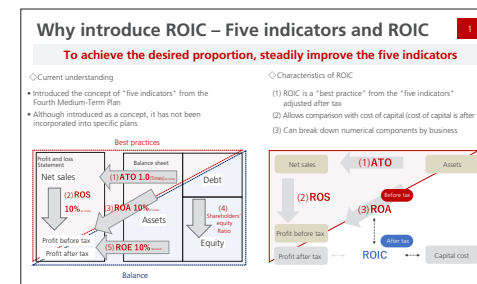 Why introduce ROIC – Five indicators and ROIC
1
To achieve the desired proportion, steadily improve the five indicators
◇Current understanding
• Introduced the concept of "five indicators" from the
Fourth Medium-Term Plan
• Although introduced as a concept, it has not been
incorporated into specific plans
Best practices
Profit and loss
Statement
Balance sheet
Net sales
(1)ATO 1.0
Debt
(2)ROS
10%
(3)ROA 10%
Assets
(4)
Shareholders'
equity
Ratio
Profit before tax
Profit after tax
(5)ROE 10%
Equity
Balance
◇Characteristics of ROIC
(1) ROIC is a "best practice" from the "five indicators"
adjusted after tax
(2) Allows comparison with cost of capital (cost of capital is after
(3) Can break down numerical components by business
Net sales
(1)ATO
Assets
(2)ROS
Before tax
(3)ROA
Profit before tax
After tax
Profit after tax
ROIC
Capital cost